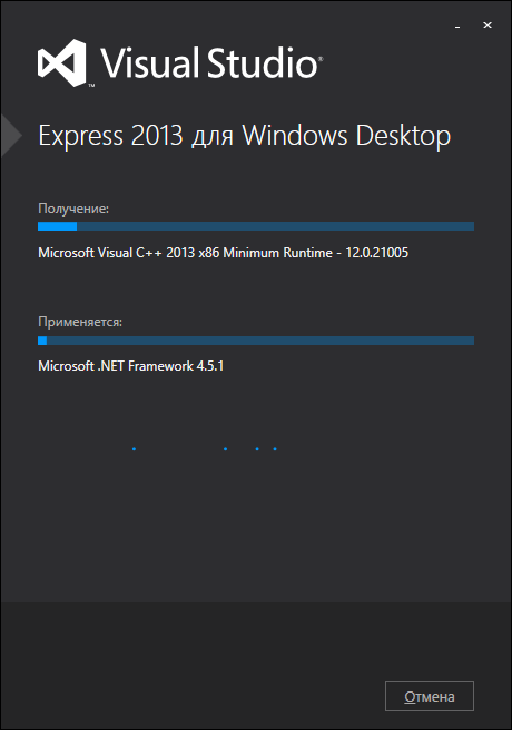 Visual Studio®
™
Express 2013 для Windows Desktop
Получение:
Microsoft Visual C++ 2013 x86 Minimum Runtime - 12.0.21005
Применяется:
Microsoft .NET Framework 4.5.1
Отмена